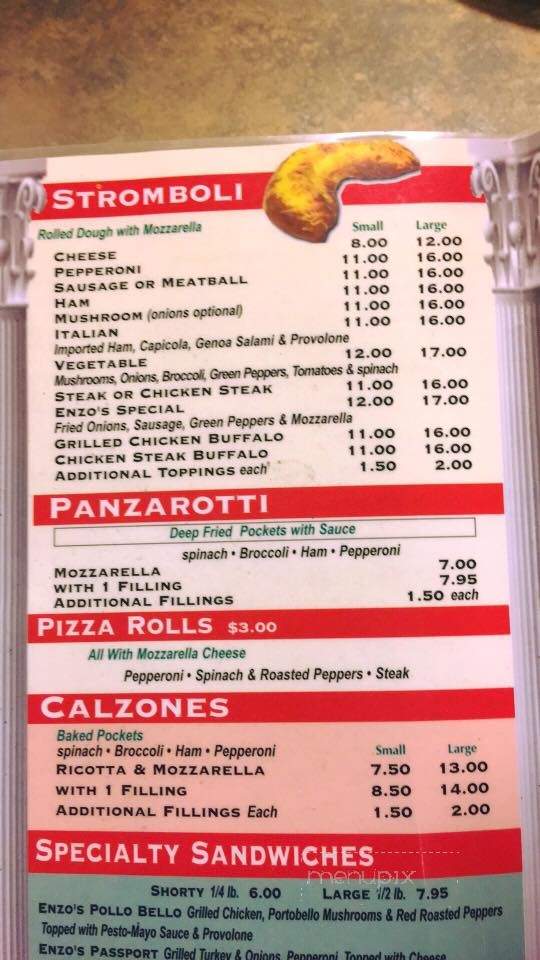 STROMBOLI
Rolled Dough with Mozzarella Small Large
CHEESE 8.00 12.00
PEPPERONI 11.00 16.00
SAUSAGE OR MEATBALL 11.00 16.00
HAM 11.00 16.00
MUSHROOM (onions optional) 11.00 16.00
ITALIAN 11.00 16.00
Imported Ham, Capicola, Genoa Salami & Provolone
VEGETABLE 12.00 17.00
Mushrooms, Onions, Broccoli, Green Peppers, Tomatoes & spinach
STEAK OR CHICKEN STEAK 11.00 16.00
ENZO'S SPECIAL 12.00 17.00
Fried Onions, Sausage, Green Peppers & Mozzarella
GRILLED CHICKEN BUFFALO 11.00 16.00
CHICKEN STEAK BUFFALO 11.00 16.00
ADDITIONAL TOPPINGS each 1.50 2.00
PANZAROTTI
Deep Fried Pockets with Sauce
spinach • Broccoli • Ham • Pepperoni
MOZZARELLA 7.00
WITH 1 FILLING 7.95
ADDITIONAL FILLINGS 1.50 each
PIZZA ROLLS $3.00
All With Mozzarella Cheese
Pepperoni • Spinach & Roasted Peppers • Steak
CALZONES
Baked Pockets
spinach • Broccoli • Ham • Pepperoni Small Large
RICOTTA & MOZZARELLA 7.50 13.00
WITH 1 FILLING 8.50 14.00
ADDITIONAL FILLINGS Each 1.50 2.00
SPECIALTY SANDWICHES
menupix
SHORTY 1/4 lb. 6.00 LARGE 1/2 lb. 7.95
ENZO'S POLLO BELLO Grilled Chicken, Portobello Mushrooms & Red Roasted Peppers
Topped with Pesto-Mayo Sauce & Provolone
ENZO'S PASSPORT Grilled Turkey & Onions, Pepperoni, Topped with Cheese